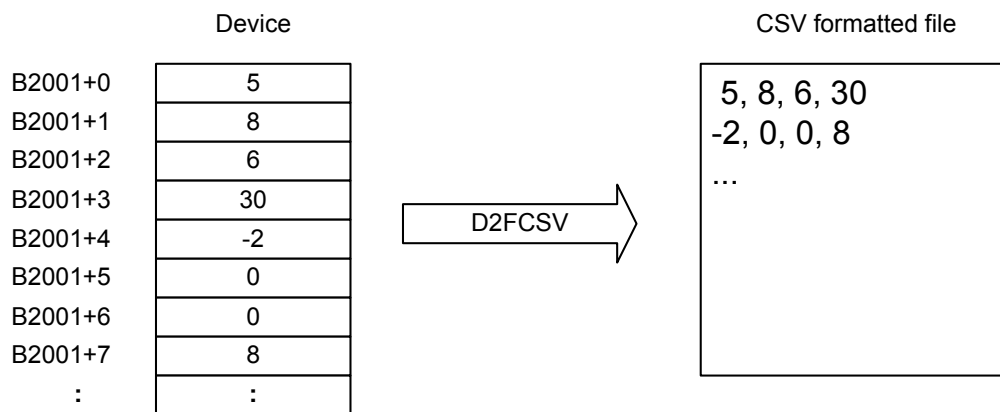 Device
CSV formatted file
B2001+0 5
B2001+1 8
B2001+2 6
B2001+3 30
B2001+4 -2
B2001+5 0
B2001+6 0
B2001+7 8
: :
D2FCSV
5, 8, 6, 30
-2, 0, 0, 8
...